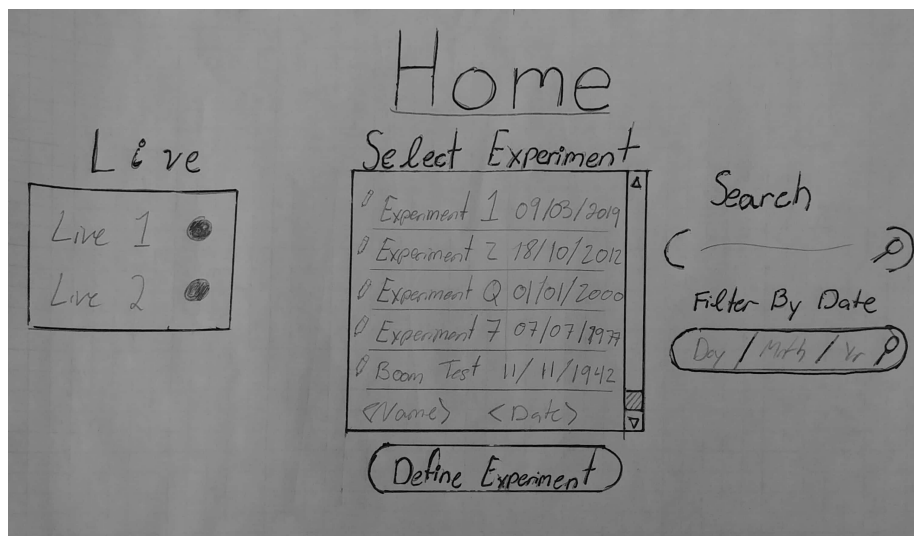 Home
Live
Live 1
Live 2
Select Experiment
Experiment 1 09/03/2019
Experiment 2 18/10/2012
Experiment Q 01/01/2000
Experiment 7 07/07/1977
Boom Test 11/11/1942
<Name> <Date>
Define Experiment
Search
Filter By Date
Day / Mnth / Yr